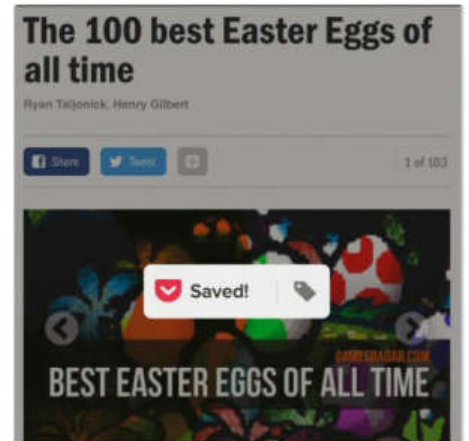 The 100 best Easter Eggs of
all time
Ryan Taljonick, Henry Gilbert
Share
Tweet
1 of 103
Saved!
GAMESRADAR.COM
BEST EASTER EGGS OF ALL TIME